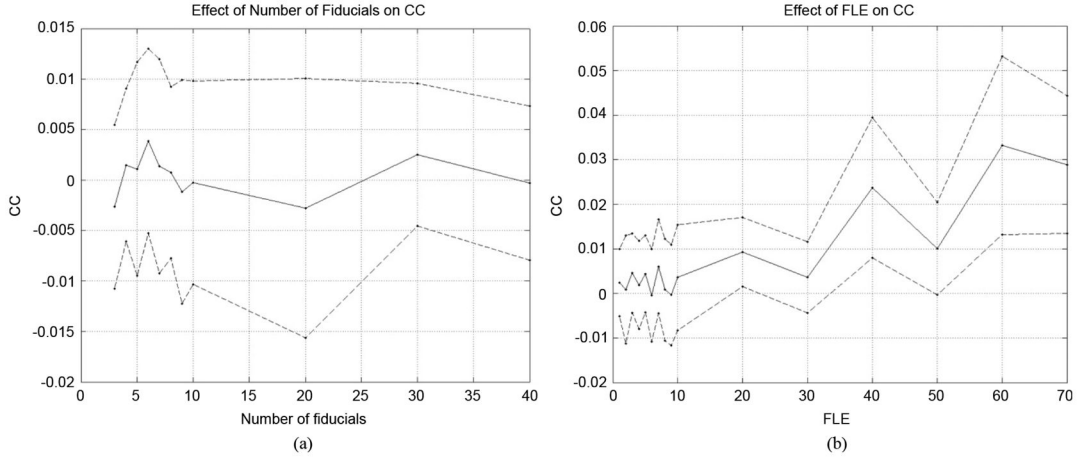 Effect of Number of Fiducials on CC
0.015
0.01
0.005
0
-0.005
-0.01
-0.015
-0.02
CC
0 5 10 15 20 25 30 35 40
Number of fiducials
(a)
Effect of FLE on CC
0.06
0.05
0.04
0.03
0.02
0.01
0
-0.01
-0.02
CC
0 10 20 30 40 50 60 70
FLE
(b)